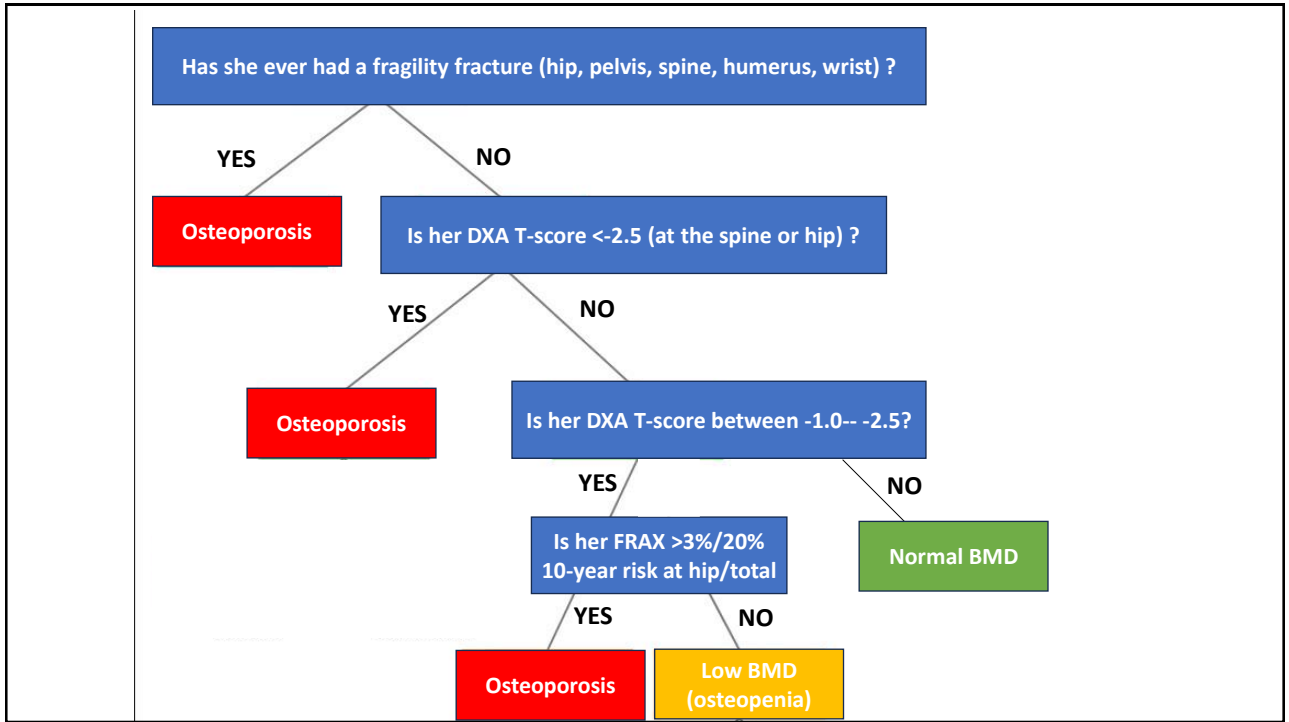 Has she ever had a fragility fracture (hip, pelvis, spine, humerus, wrist) ?
YES
NO
Osteoporosis
Is her DXA T-score <-2.5 (at the spine or hip) ?
YES
NO
Osteoporosis
Is her DXA T-score between -1.0-- -2.5?
YES
NO
Is her FRAX >3%/20%
10-year risk at hip/total
Normal BMD
YES
NO
Osteoporosis
Low BMD
(osteopenia)